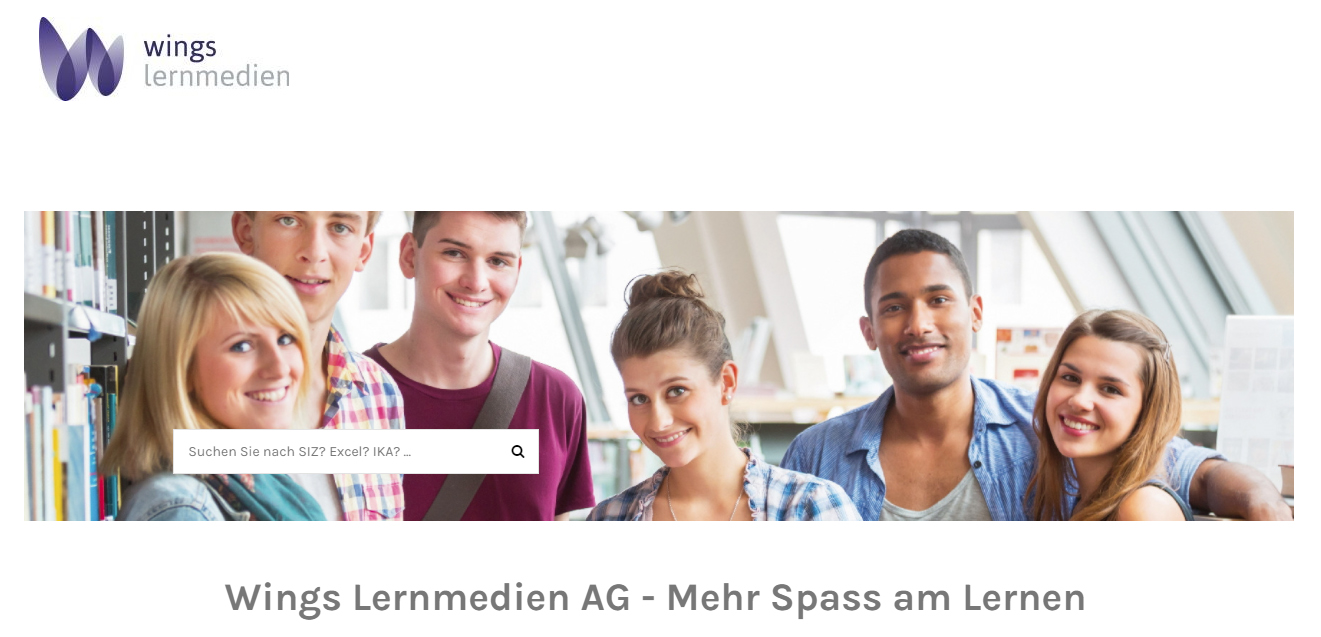 wings
lernmedien
Suchen Sie nach SIZ? Excel? IKA? ...
Wings Lernmedien AG - Mehr Spass am Lernen